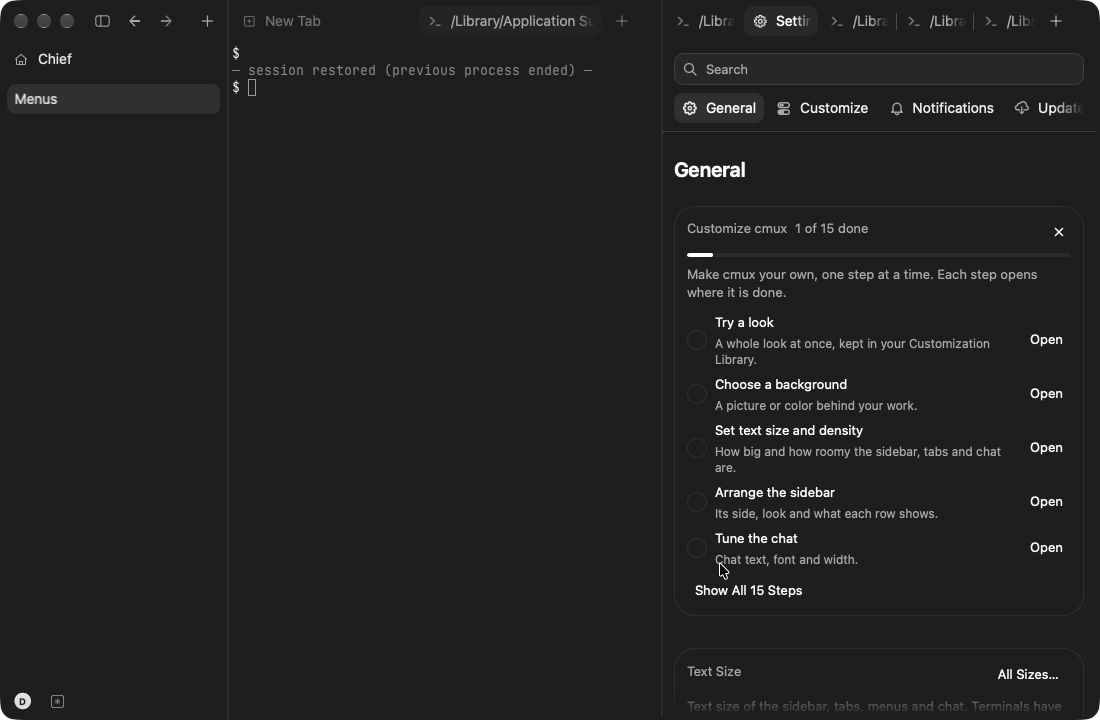 New Tab
/Library/Application Su
/Libra
Settin
/Libra
/Libra
/Libr
Chief
Menus
$
— session restored (previous process ended) —
$
Search
General
Customize
Notifications
Update
General
Customize cmux 1 of 15 done
Make cmux your own, one step at a time. Each step opens
where it is done.
Try a look
A whole look at once, kept in your Customization
Library.
Open
Choose a background
A picture or color behind your work.
Open
Set text size and density
How big and how roomy the sidebar, tabs and chat
are.
Open
Arrange the sidebar
Its side, look and what each row shows.
Open
Tune the chat
Chat text, font and width.
Open
Show All 15 Steps
Text Size
All Sizes...
Text size of the sidebar, tabs, menus and chat. Terminals have
D